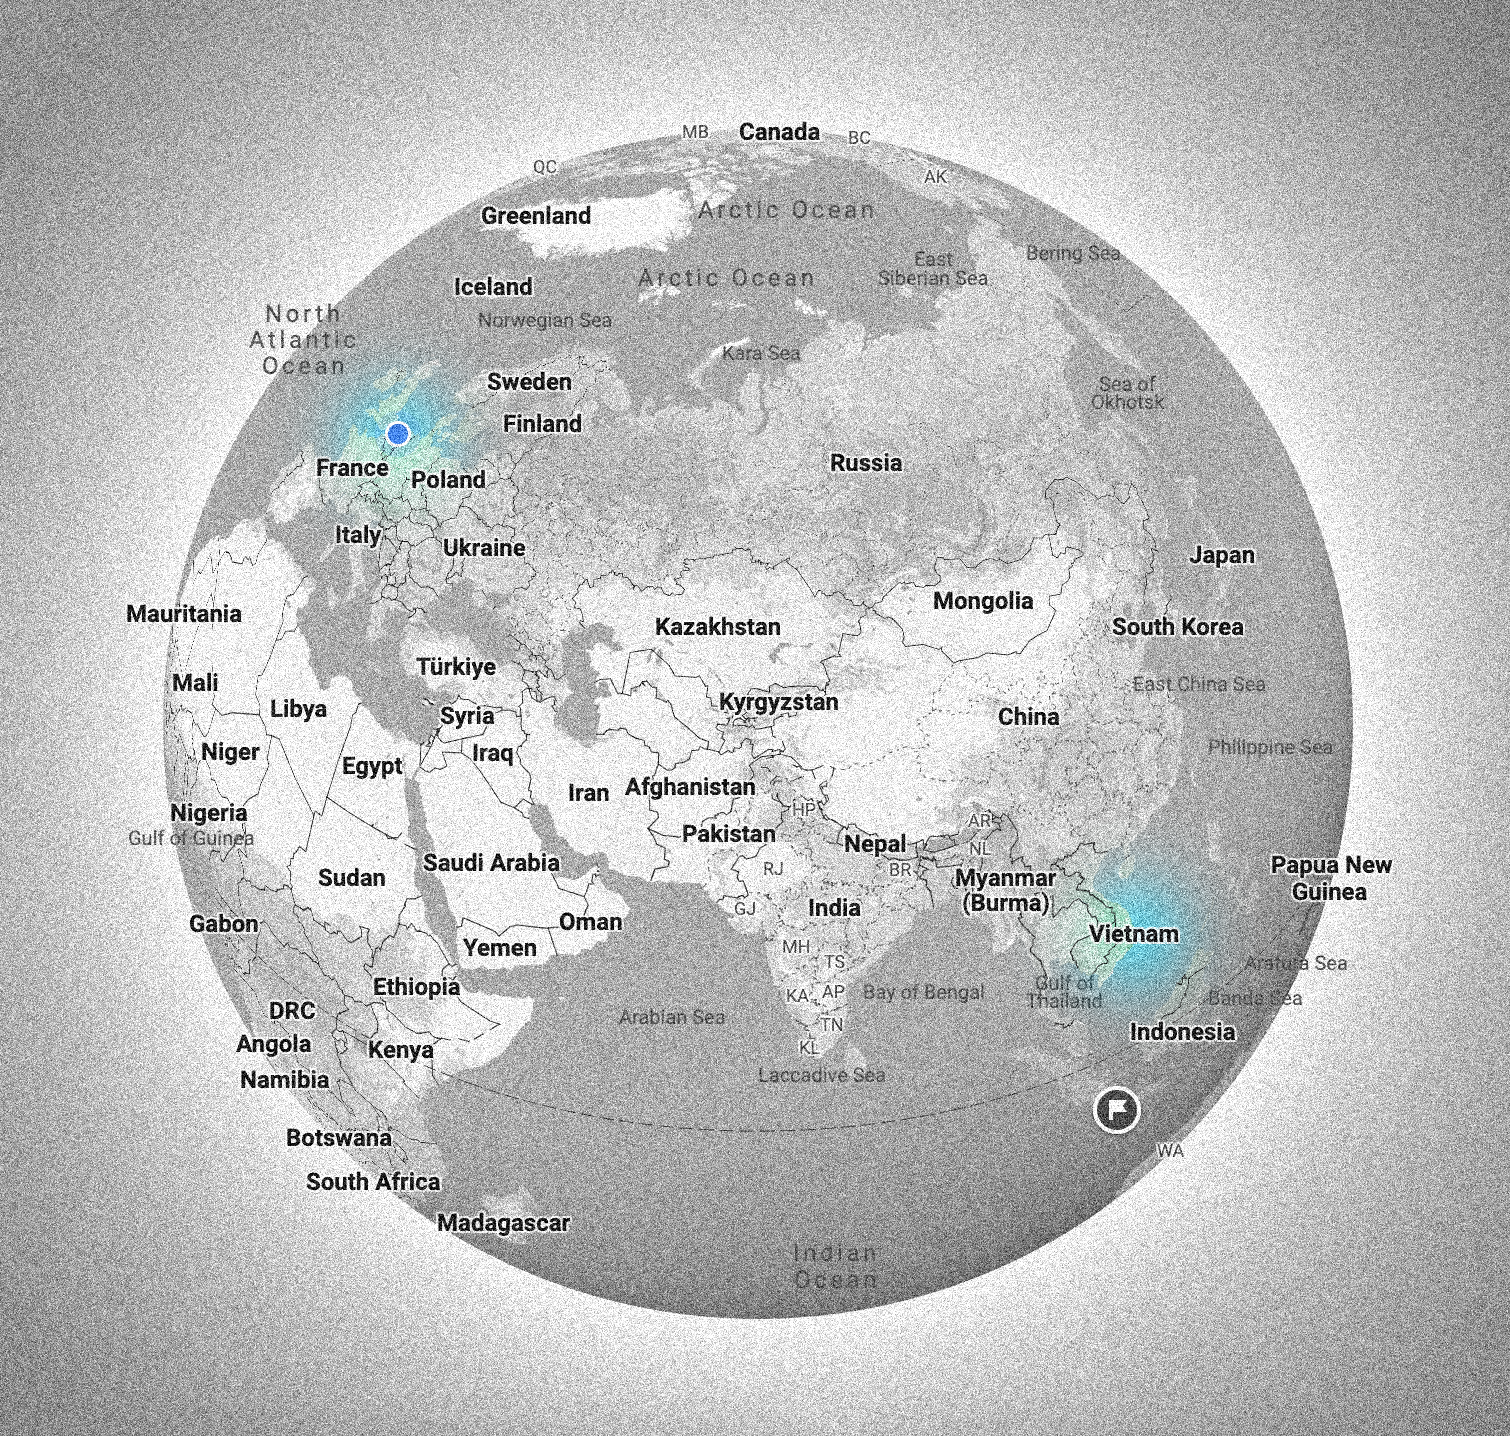 MB
Canada
BC
QC
AK
Greenland
Arctic Ocean
Bering Sea
East
Siberian Sea
Arctic Ocean
Iceland
North
Atlantic
Ocean
Norwegian Sea
Kara Sea
Sweden
Sea of
Okhotsk
Finland
France
Poland
Russia
Italy
Ukraine
Japan
Mongolia
Mauritania
Kazakhstan
South Korea
Türkiye
Mali
East China Sea
Libya
Syria
Kyrgyzstan
China
Niger
Iraq
Philippine Sea
Egypt
Iran
Afghanistan
HP
Nigeria
AR
Gulf of Guinea
Pakistan
Nepal
NL
Saudi Arabia
RJ
BR
Papua New
Guinea
Sudan
Myanmar
(Burma)
GJ
India
Gabon
Oman
Vietnam
Yemen
MH
TS
Arafura Sea
Ethiopia
KA
AP
Bay of Bengal
Gulf of
Thailand
Banda Sea
DRC
Arabian Sea
TN
Indonesia
Angola
Kenya
KL
Namibia
Laccadive Sea
Botswana
WA
South Africa
Madagascar
Indian
Ocean